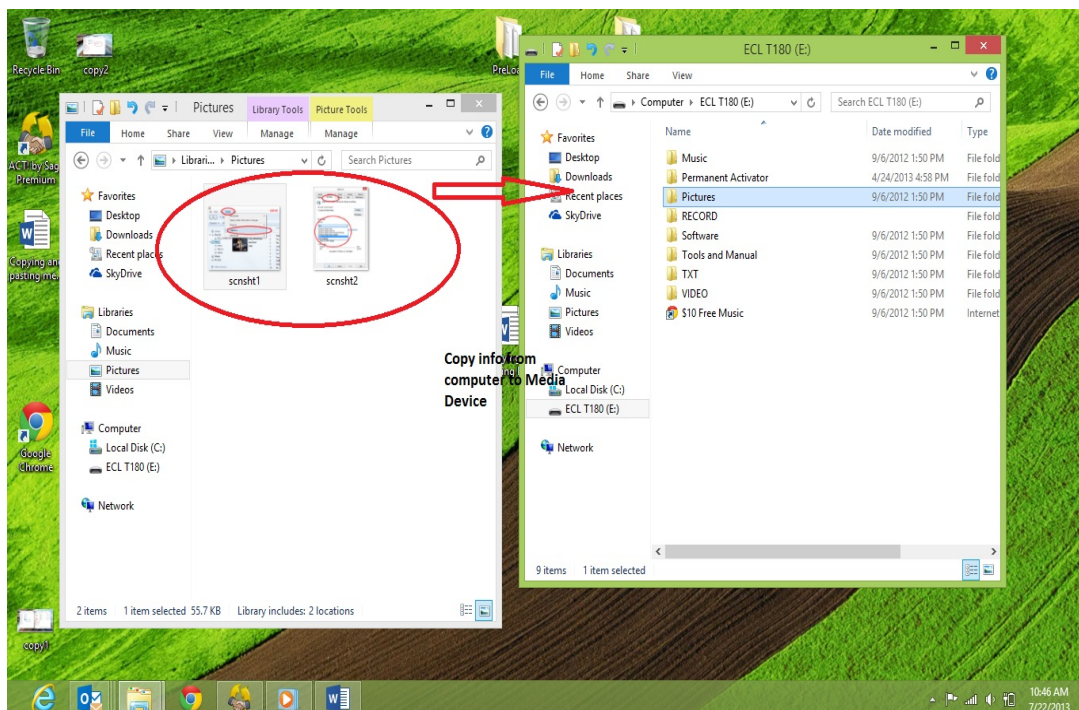 Recycle Bin
copy2
PreLoa
ACT! by Sag
Premium
Copying an
pasting me.
Google
Chrome
copy1
Pictures
Library Tools
Picture Tools
File Home Share View Manage Manage
Librari... Pictures
Search Pictures
Favorites
Desktop
Downloads
Recent places
SkyDrive
Libraries
Documents
Music
Pictures
Videos
Computer
Local Disk (C:)
ECL T180 (E:)
Network
scnsht1
scnsht2
2 items 1 item selected 55.7 KB Library includes: 2 locations
Copy info from
computer to Media
Device
ECL T180 (E:)
File Home Share View
Computer ECL T180 (E:)
Search ECL T180 (E:)
Favorites
Desktop
Downloads
Recent places
SkyDrive
Libraries
Documents
Music
Pictures
Videos
Computer
Local Disk (C:)
ECL T180 (E:)
Network
Name Date modified Type
Music 9/6/2012 1:50 PM File fold
Permanent Activator 4/24/2013 4:58 PM File fold
Pictures 9/6/2012 1:50 PM File fold
RECORD File fold
Software 9/6/2012 1:50 PM File fold
Tools and Manual 9/6/2012 1:50 PM File fold
TXT 9/6/2012 1:50 PM File fold
VIDEO 9/6/2012 1:50 PM File fold
$10 Free Music 9/6/2012 1:50 PM Internet
9 items 1 item selected
10:46 AM
7/22/2013